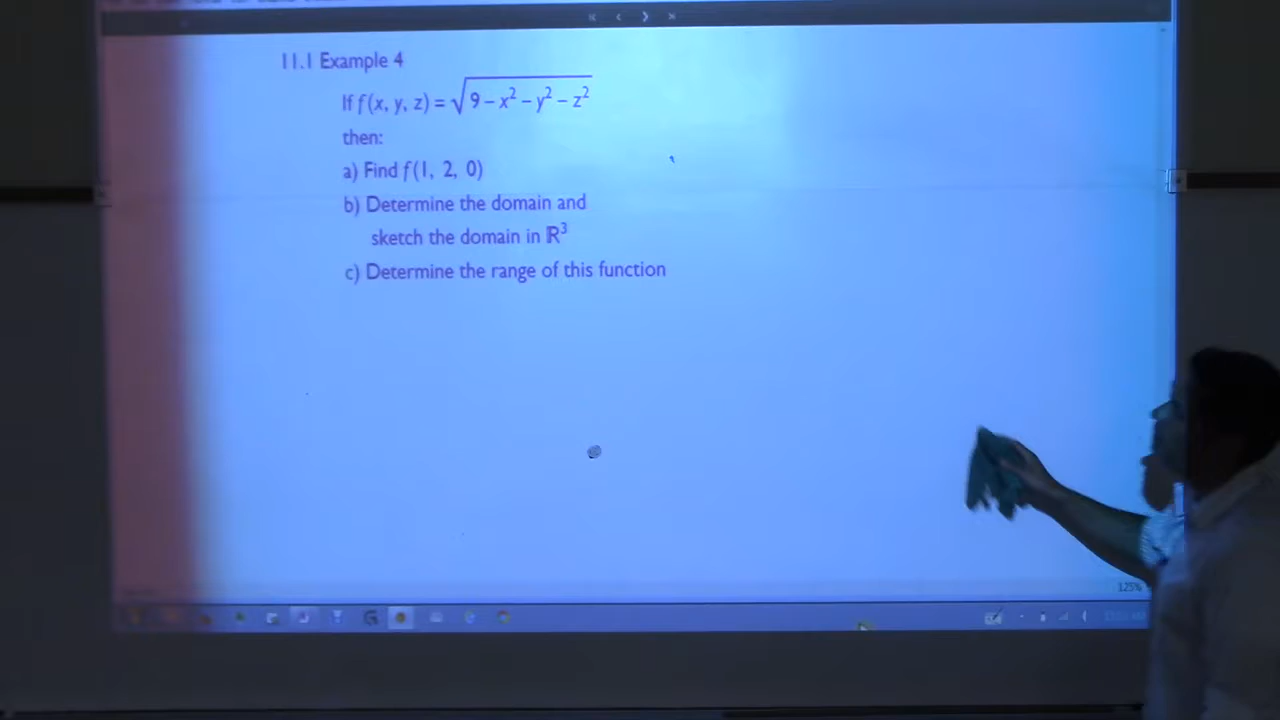 11.1 Example 4
If f(x, y, z) = √9 – x² – y² – z²
then:
a) Find f(1, 2, 0)
b) Determine the domain and
sketch the domain in ℝ³
c) Determine the range of this function
125%